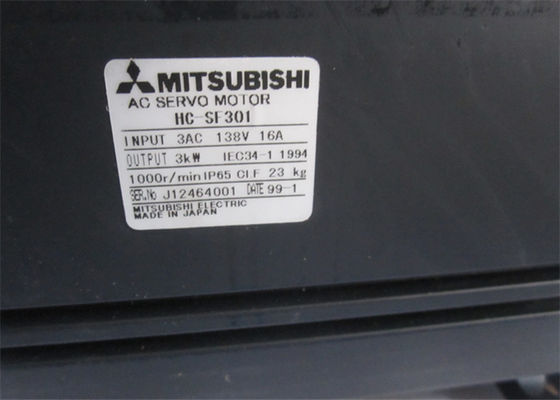 MITSUBISHI
AC SERVO MOTOR
HC-SF301
INPUT 3AC 138V 16A
OUTPUT 3kW IEC34-1 1994
1000r/min IP65 Cl.F 23 kg
SER.No J12464001 DATE 99-1
MITSUBISHI ELECTRIC
MADE IN JAPAN